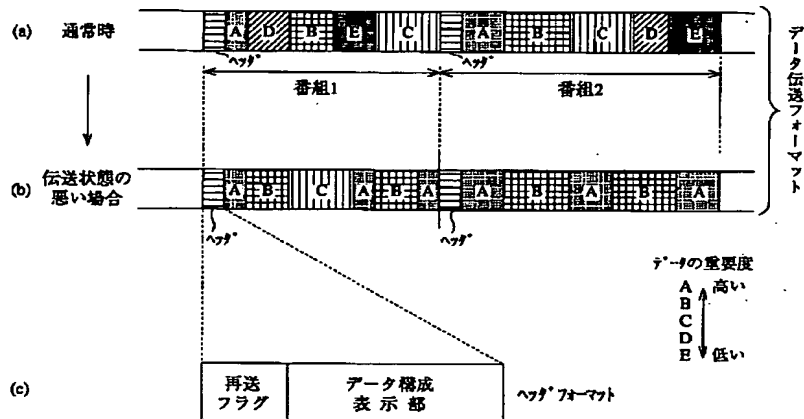 (a) 通常時 A D B E C A B C D E
ヘッダ ヘッダ
番組1 番組2
データ伝送フォーマット
(b) 伝送状態の
悪い場合
A B C A B A A B A B A
ヘッダ ヘッダ
データの重要度
A 高い
B
C
D
E 低い
(c) 再送
フラグ
データ構成
表示部
ヘッダフォーマット